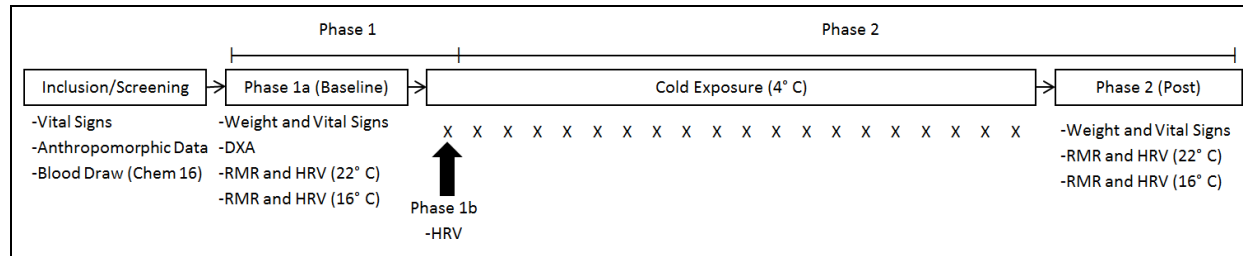 Phase 1
Phase 2
Inclusion/Screening
Phase 1a (Baseline)
Cold Exposure (4° C)
Phase 2 (Post)
-Vital Signs
-Anthropomorphic Data
-Blood Draw (Chem 16)
-Weight and Vital Signs
-DXA
-RMR and HRV (22° C)
-RMR and HRV (16° C)
X X X X X X X X X X X X X X X X X X X X
Phase 1b
-HRV
-Weight and Vital Signs
-RMR and HRV (22° C)
-RMR and HRV (16° C)